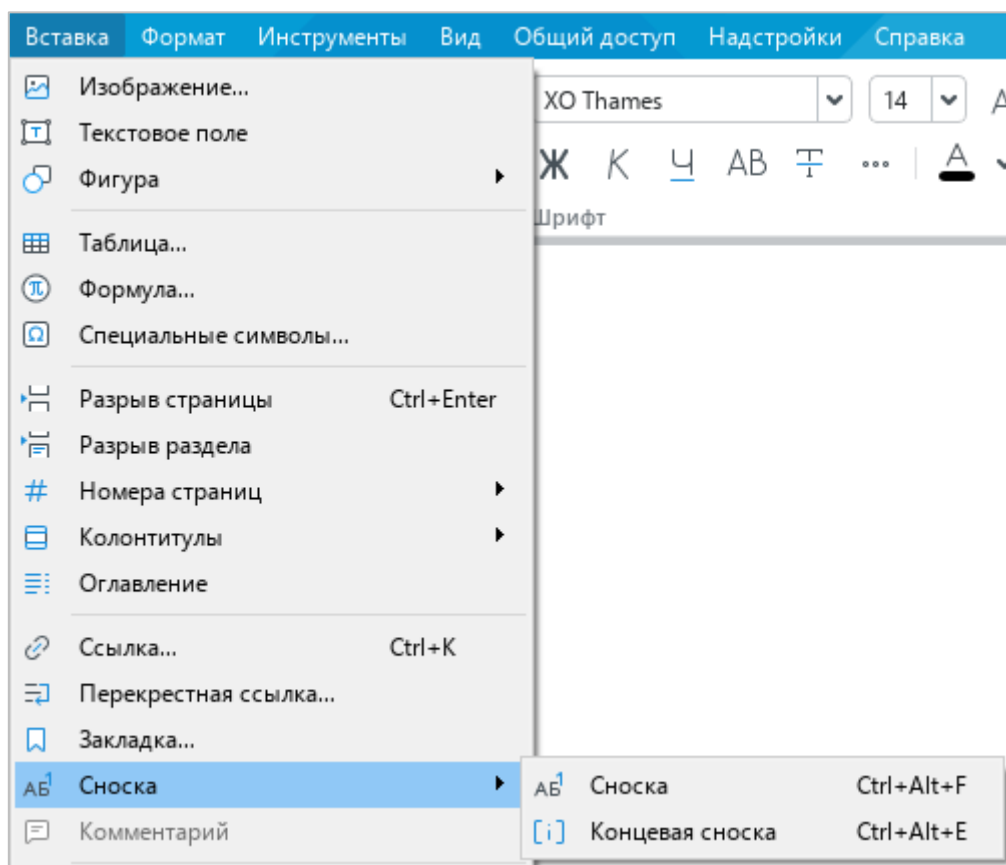 Вставка Формат Инструменты Вид Общий доступ Надстройки Справка
Изображение...
XO Thames 14
Текстовое поле
Ж К Ч АВ Т
Фигура
Шрифт
Таблица...
Формула...
Специальные символы...
Разрыв страницы Ctrl+Enter
Разрыв раздела
Номера страниц
Колонтитулы
Оглавление
Ссылка... Ctrl+K
Перекрестная ссылка...
Закладка...
Сноска
Сноска Ctrl+Alt+F
Комментарий
Концевая сноска Ctrl+Alt+E